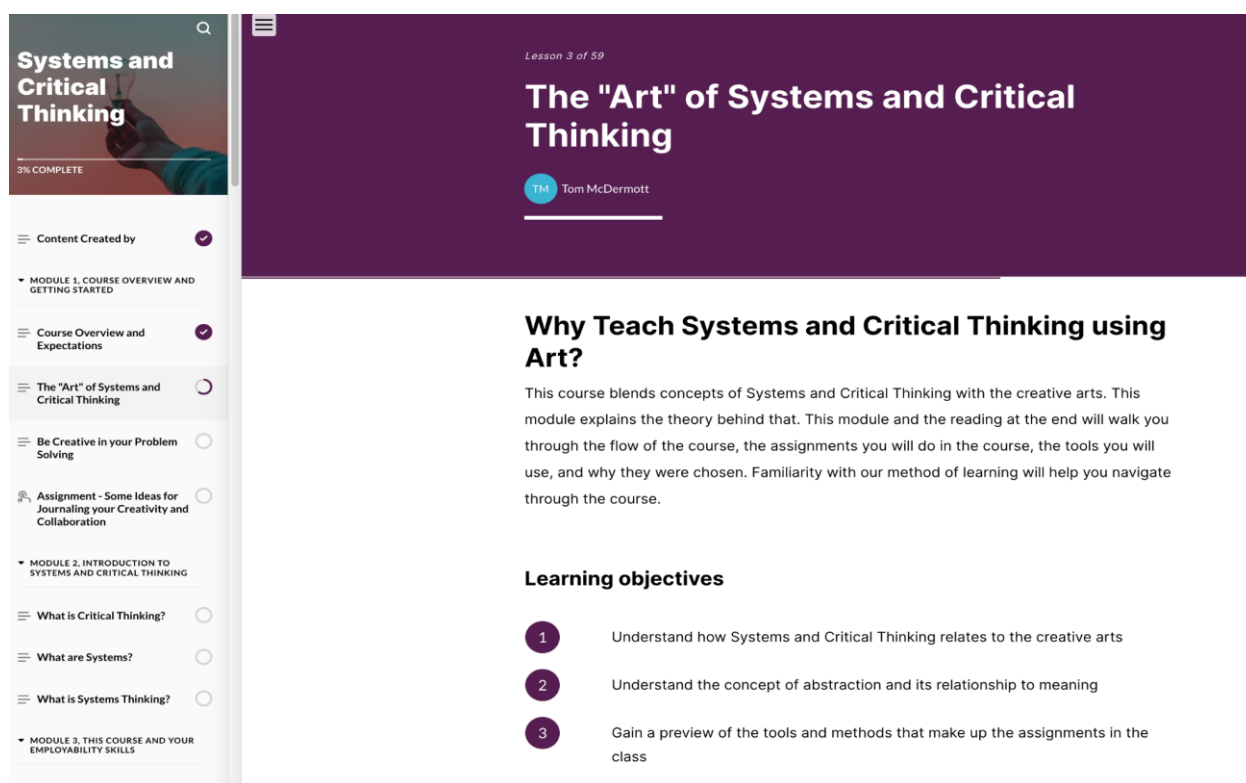 Systems and
Critical
Thinking
3% COMPLETE
Content Created by
MODULE 1, COURSE OVERVIEW AND
GETTING STARTED
Course Overview and
Expectations
The "Art" of Systems and
Critical Thinking
Be Creative in your Problem
Solving
Assignment - Some Ideas for
Journaling your Creativity and
Collaboration
MODULE 2, INTRODUCTION TO
SYSTEMS AND CRITICAL THINKING
What is Critical Thinking?
What are Systems?
What is Systems Thinking?
MODULE 3, THIS COURSE AND YOUR
EMPLOYABILITY SKILLS
Lesson 3 of 59
The "Art" of Systems and Critical
Thinking
TM Tom McDermott
Why Teach Systems and Critical Thinking using
Art?
This course blends concepts of Systems and Critical Thinking with the creative arts. This
module explains the theory behind that. This module and the reading at the end will walk you
through the flow of the course, the assignments you will do in the course, the tools you will
use, and why they were chosen. Familiarity with our method of learning will help you navigate
through the course.
Learning objectives
1 Understand how Systems and Critical Thinking relates to the creative arts
2 Understand the concept of abstraction and its relationship to meaning
3 Gain a preview of the tools and methods that make up the assignments in the
class